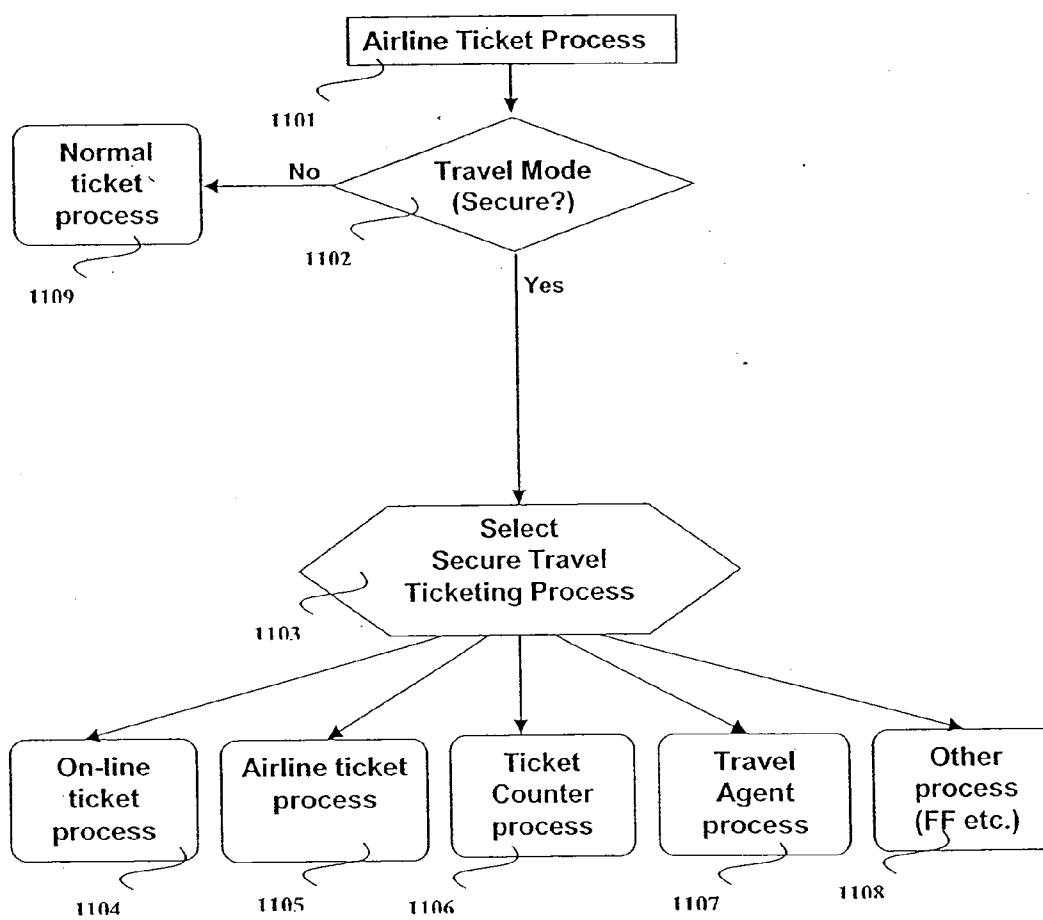 Airline Ticket Process
1101
Normal
ticket
process
No
Travel Mode
(Secure?)
1102
1109
Yes
Select
Secure Travel
Ticketing Process
1103
On-line
ticket
process
Airline ticket
process
Ticket
Counter
process
Travel
Agent
process
Other
process
(FF etc.)
1104
1105
1106
1107
1108